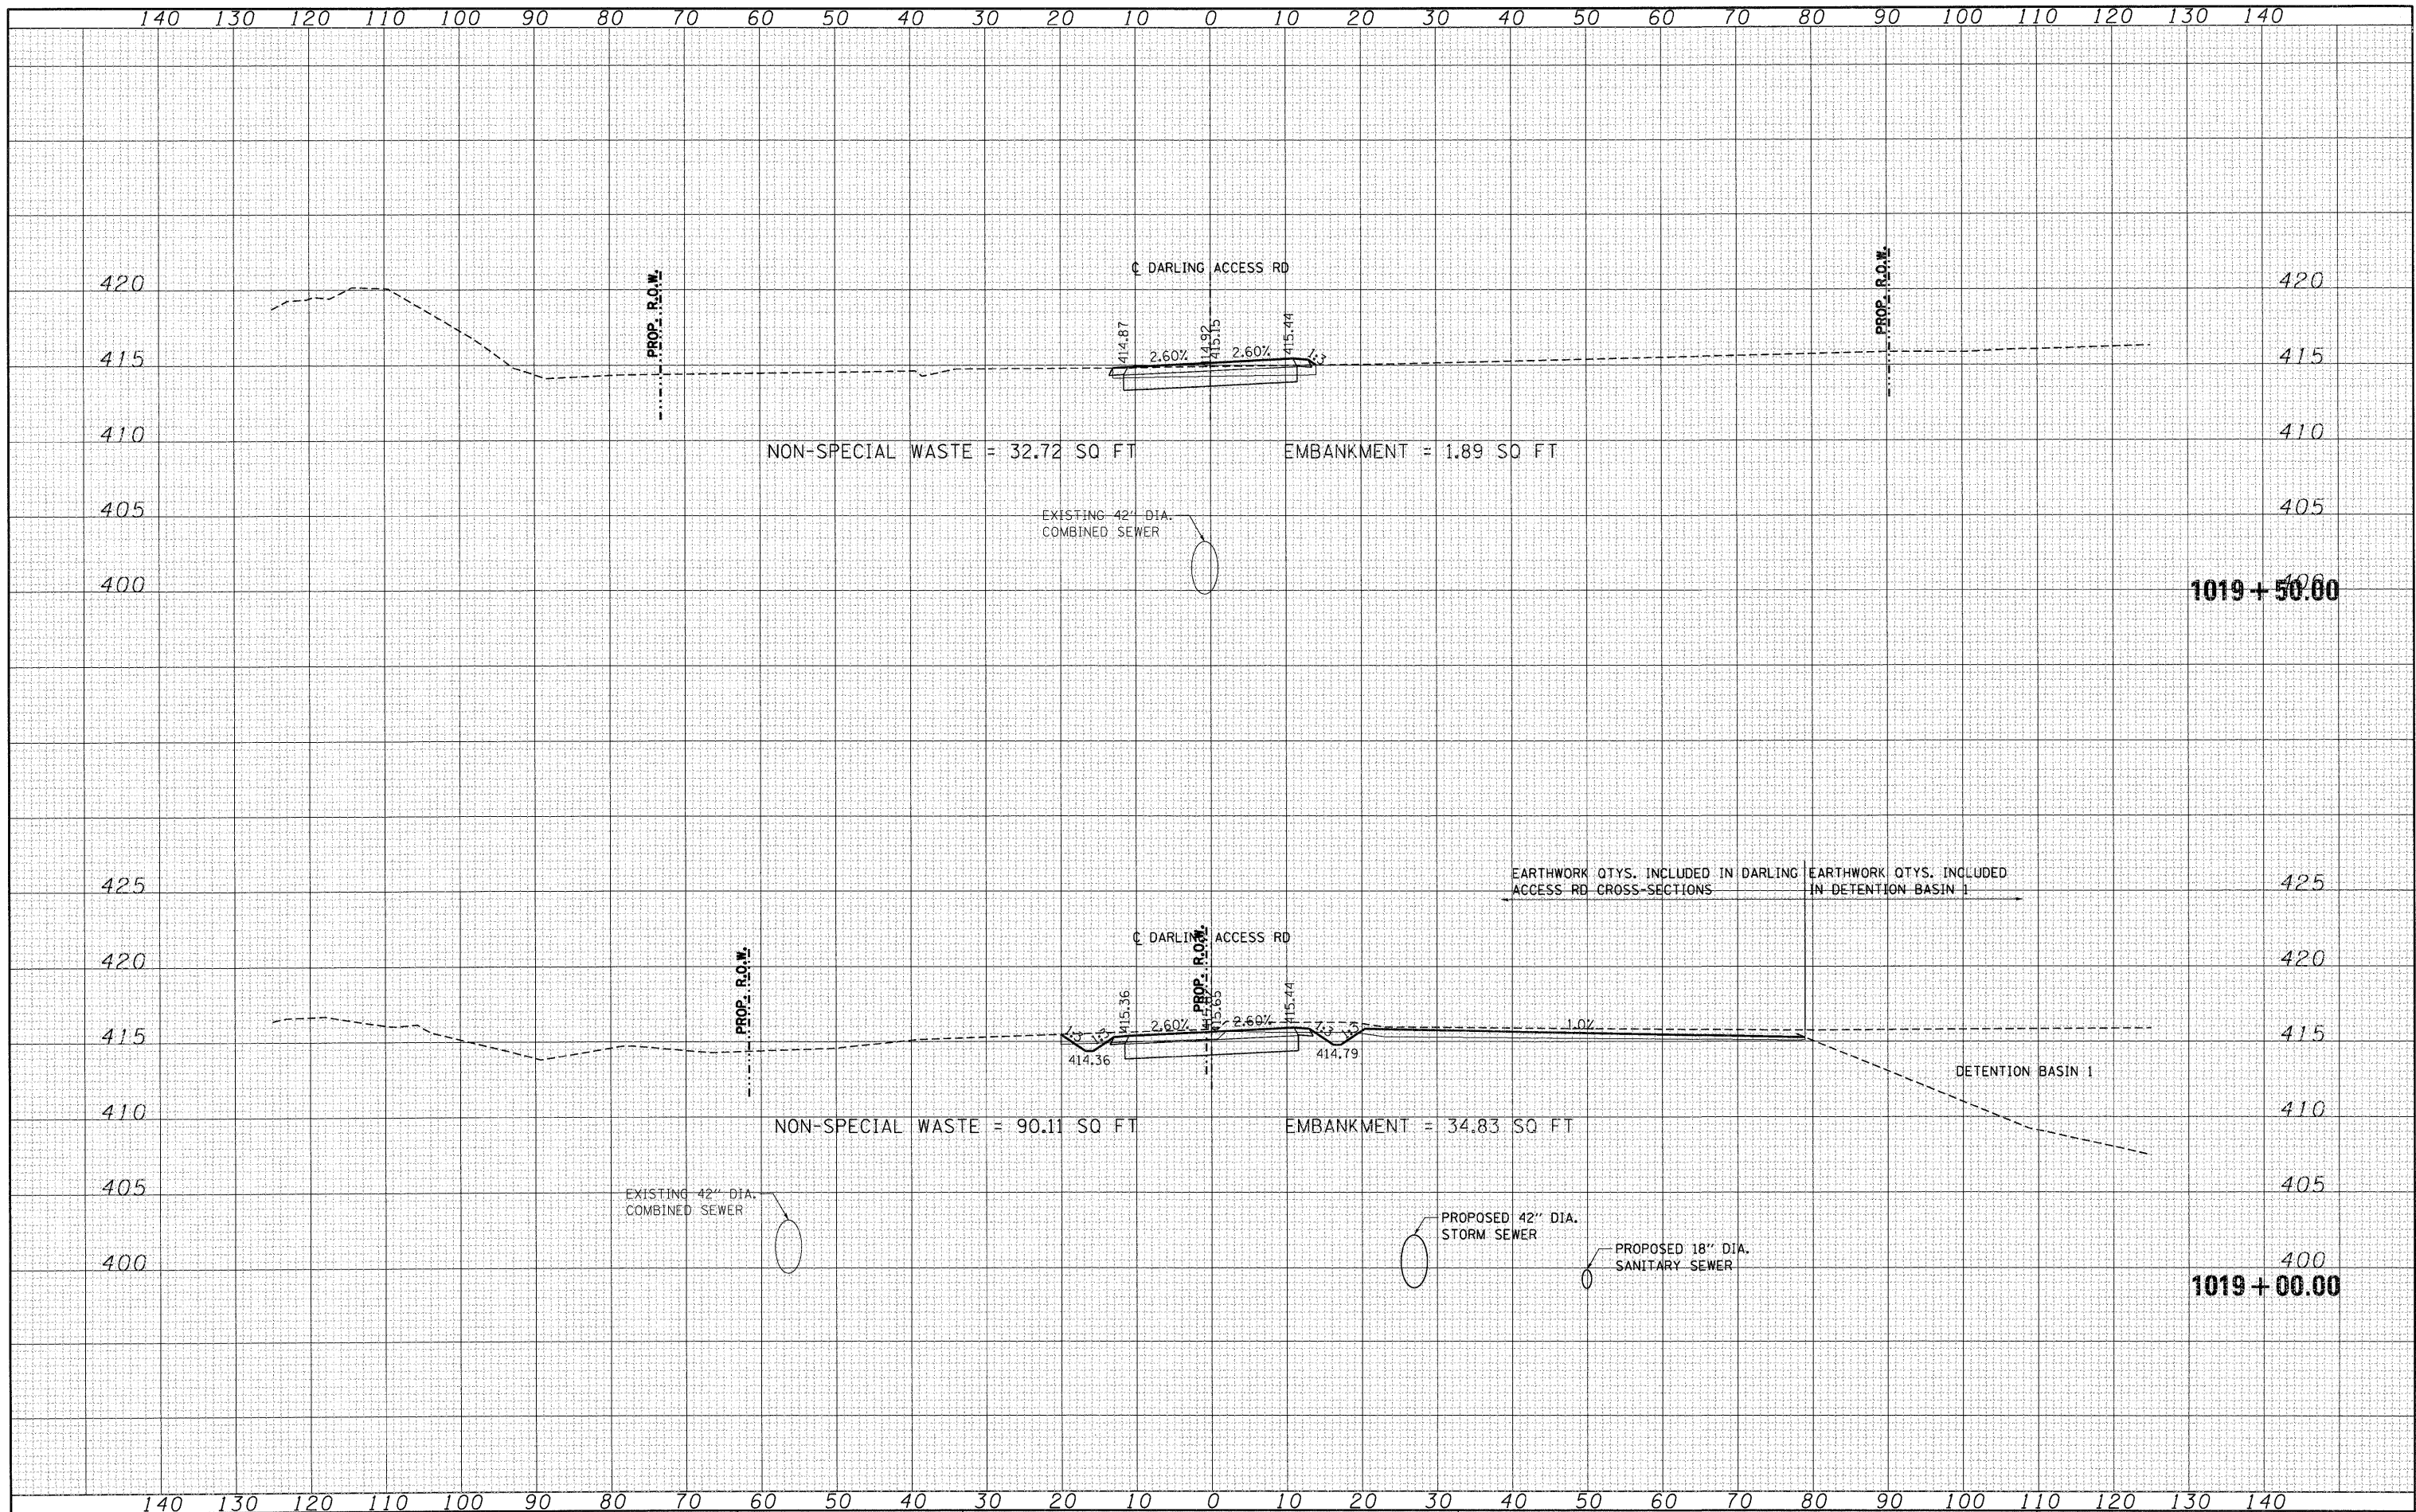 140 130 120 110 100 90 80 70 60 50 40 30 20 10 0 10 20 30 40 50 60 70 80 90 100 110 120 130 140
℄ DARLING ACCESS RD
PROP. R.O.W.
PROP. R.O.W.
420 420
414.87
414.92
415.15
415.44
415 2.60% 2.60% 1:3 415
410 410
NON-SPECIAL WASTE = 32.72 SQ FT EMBANKMENT = 1.89 SQ FT
405 405
EXISTING 42" DIA.
COMBINED SEWER
400 400
1019 + 50.00
EARTHWORK QTYS. INCLUDED IN DARLING
ACCESS RD CROSS-SECTIONS
EARTHWORK QTYS. INCLUDED
IN DETENTION BASIN 1
425 425
℄ DARLING ACCESS RD
PROP. R.O.W.
PROP. R.O.W.
420 420
415.36
415.65
415.44
415 1:3 2.60% 2.60% 1:3 1.0% 415
414.36 414.79
DETENTION BASIN 1
410 410
NON-SPECIAL WASTE = 90.11 SQ FT EMBANKMENT = 34.83 SQ FT
405 405
EXISTING 42" DIA.
COMBINED SEWER
PROPOSED 42" DIA.
STORM SEWER
PROPOSED 18" DIA.
SANITARY SEWER
400 400
1019 + 00.00
140 130 120 110 100 90 80 70 60 50 40 30 20 10 0 10 20 30 40 50 60 70 80 90 100 110 120 130 140